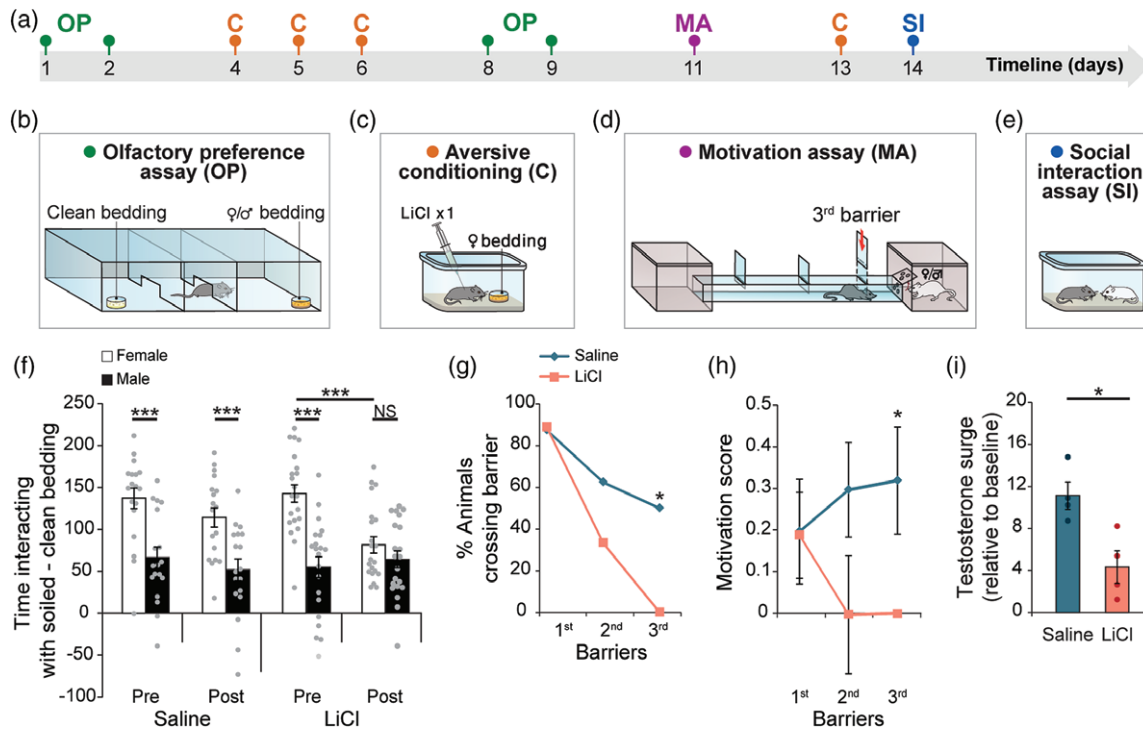 (a)
OP C C C OP MA C SI
1 2 4 5 6 8 9 11 13 14 Timeline (days)
(b)
Olfactory preference
assay (OP)
Clean bedding ♀/♂ bedding
(c)
Aversive
conditioning (C)
LiCl x1
♀ bedding
(d)
Motivation assay (MA)
3rd barrier
♀/♂
(e)
Social
interaction
assay (SI)
(f)
Female
Male
Time interacting
with soiled - clean bedding
250
200
150
100
50
0
-50
-100
*** *** *** *** NS
Pre Post Pre Post
Saline LiCl
(g)
Saline
LiCl
% Animals
crossing barrier
100
80
60
40
20
0
*
1st 2nd 3rd
Barriers
(h)
Motivation score
0.5
0.4
0.3
0.2
0.1
0
*
1st 2nd 3rd
Barriers
(i)
Testosterone surge
(relative to baseline)
20
16
12
8
4
0
*
Saline LiCl